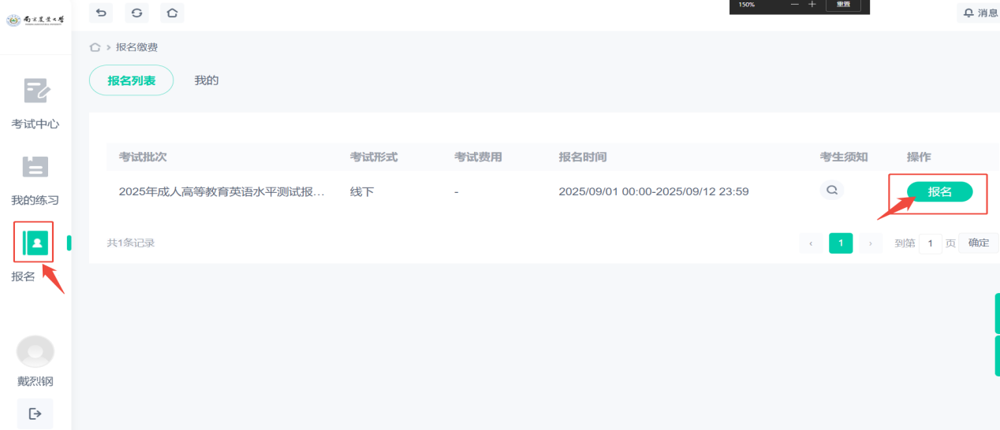 南京农业大学
150%
重置
消息
报名缴费
报名列表
我的
考试中心
考试批次 考试形式 考试费用 报名时间 考生须知 操作
2025年成人高等教育英语水平测试报... 线下 - 2025/09/01 00:00-2025/09/12 23:59 报名
我的练习
共1条记录
1 到第 1 页 确定
报名
戴烈钢